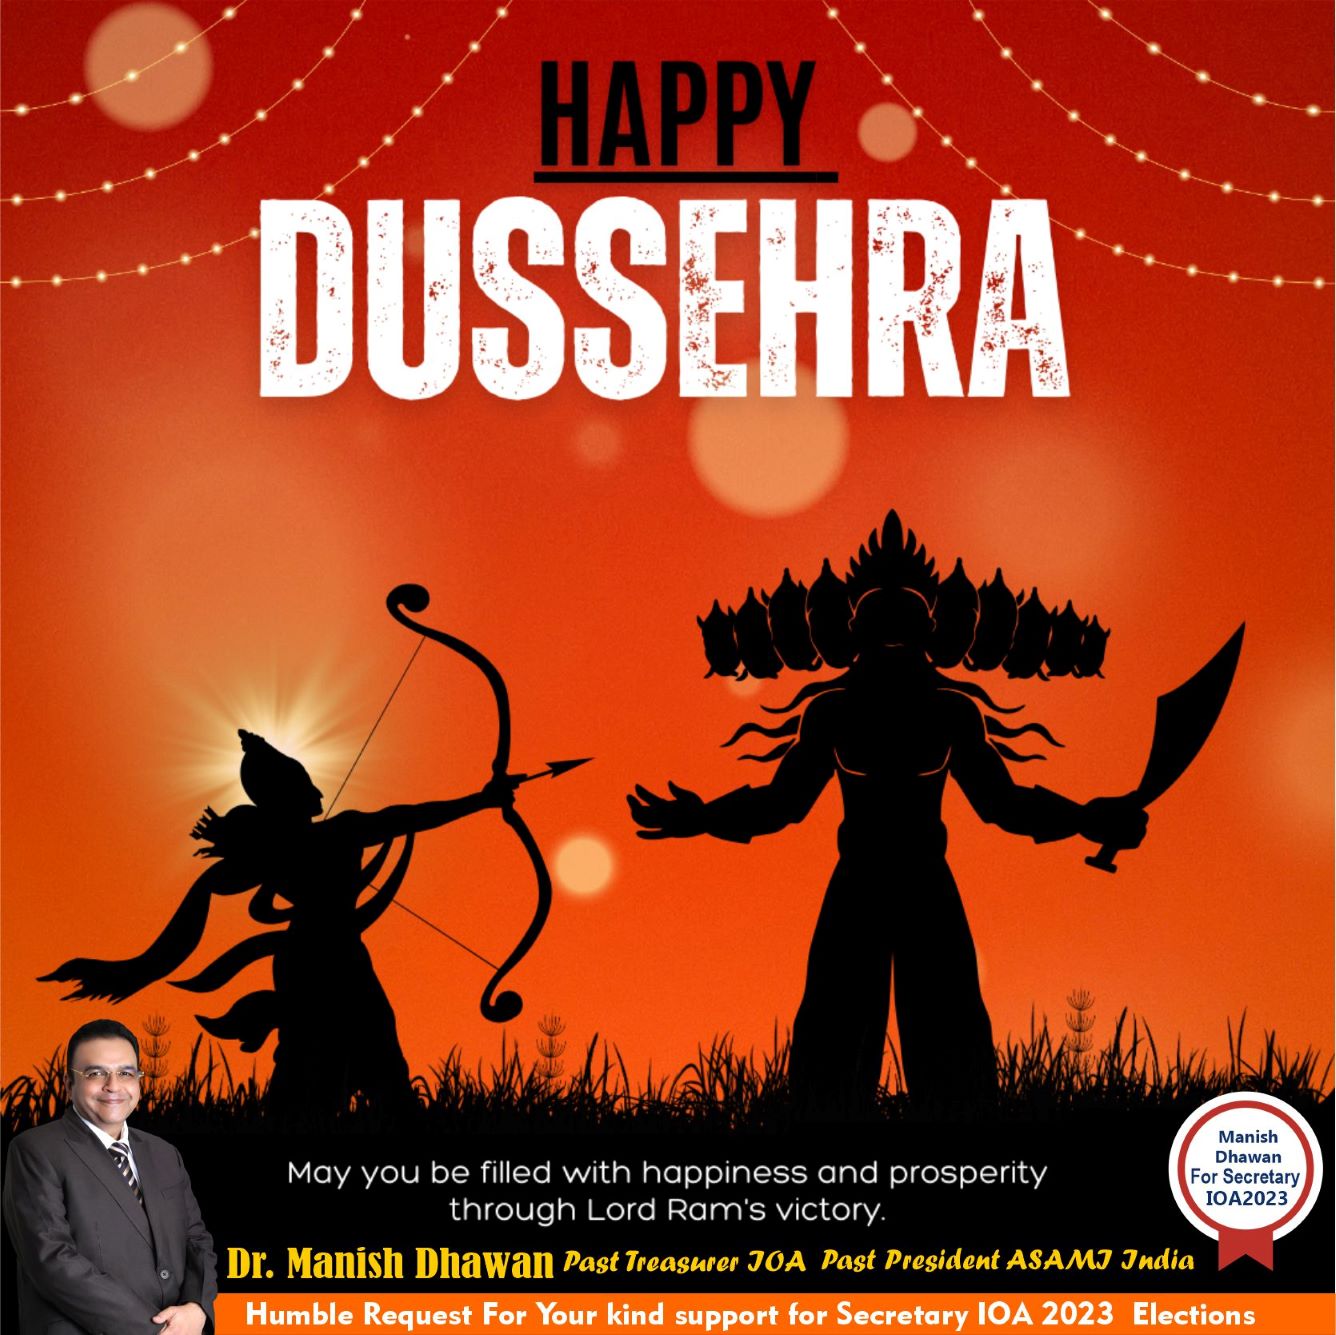 HAPPY
DUSSEHRA
May you be filled with happiness and prosperity
through Lord Ram's victory.
Manish
Dhawan
For Secretary
IOA2023
Dr. Manish Dhawan Past Treasurer IOA Past President ASAMI India
Humble Request For Your kind support for Secretary IOA 2023 Elections